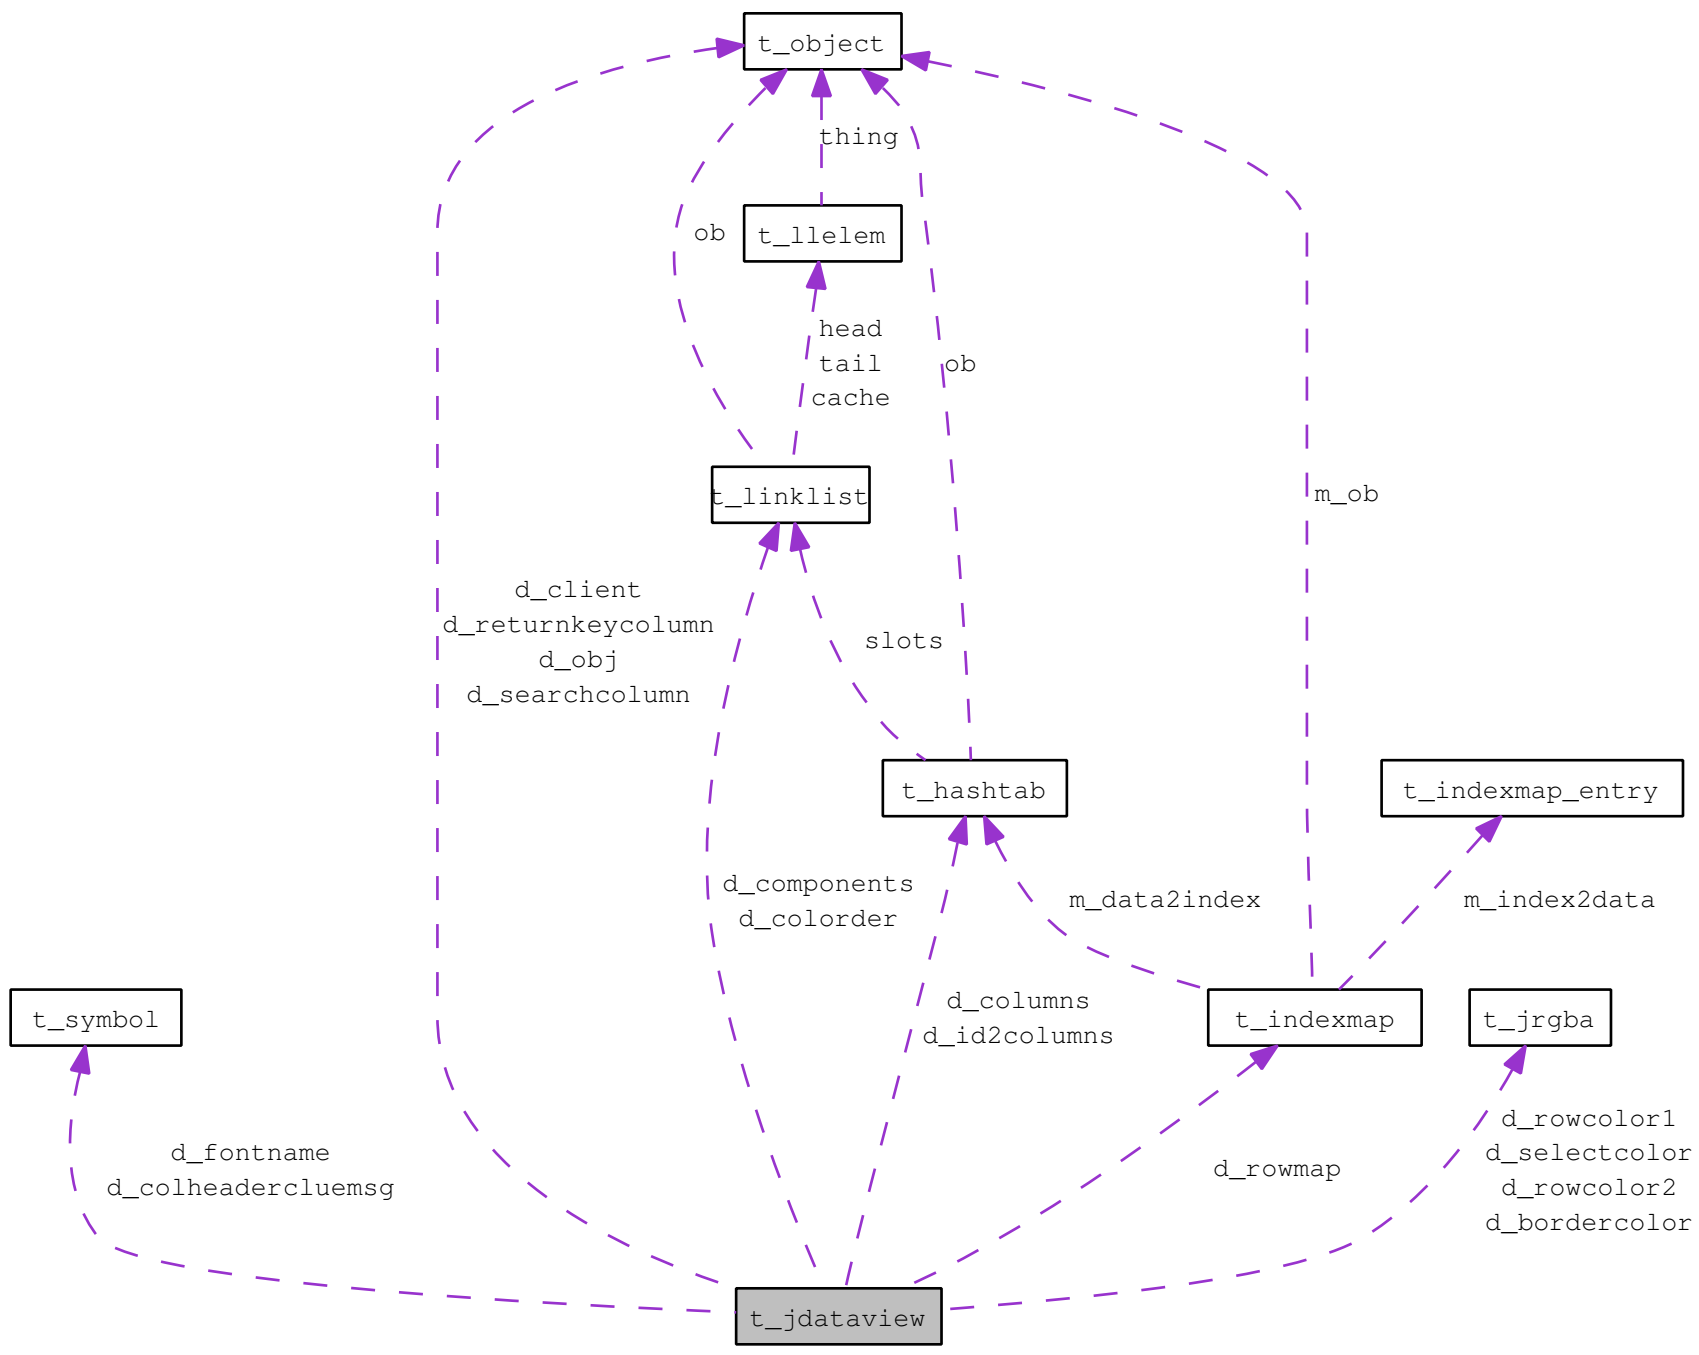 t_object
thing
ob
t_llelem
head
tail
cache
ob
t_linklist
m_ob
d_client
d_returnkeycolumn
d_obj
d_searchcolumn
slots
t_hashtab
t_indexmap_entry
d_components
d_colorder
m_data2index
m_index2data
d_columns
d_id2columns
t_symbol
t_indexmap
t_jrgba
d_fontname
d_colheadercluemsg
d_rowmap
d_rowcolor1
d_selectcolor
d_rowcolor2
d_bordercolor
t_jdataview